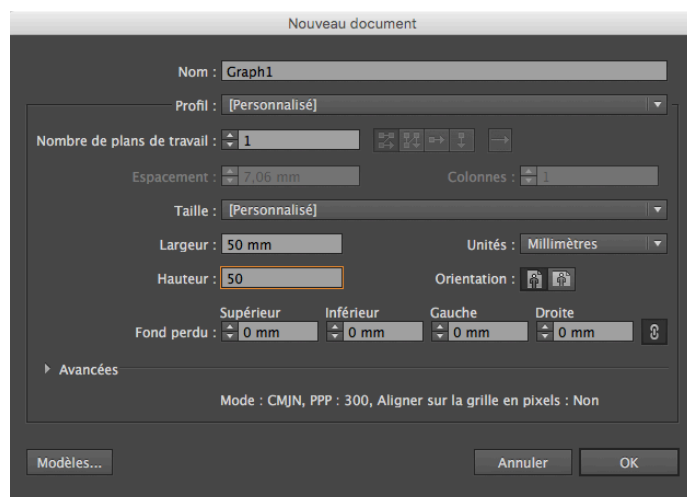 Nouveau document
Nom : Graph1
Profil : [Personnalisé]
Nombre de plans de travail : 1
Espacement : 7,06 mm Colonnes : 1
Taille : [Personnalisé]
Largeur : 50 mm Unités : Millimètres
Hauteur : 50 Orientation :
Supérieur Inférieur Gauche Droite
Fond perdu : 0 mm 0 mm 0 mm 0 mm
Avancées
Mode : CMJN, PPP : 300, Aligner sur la grille en pixels : Non
Modèles... Annuler OK